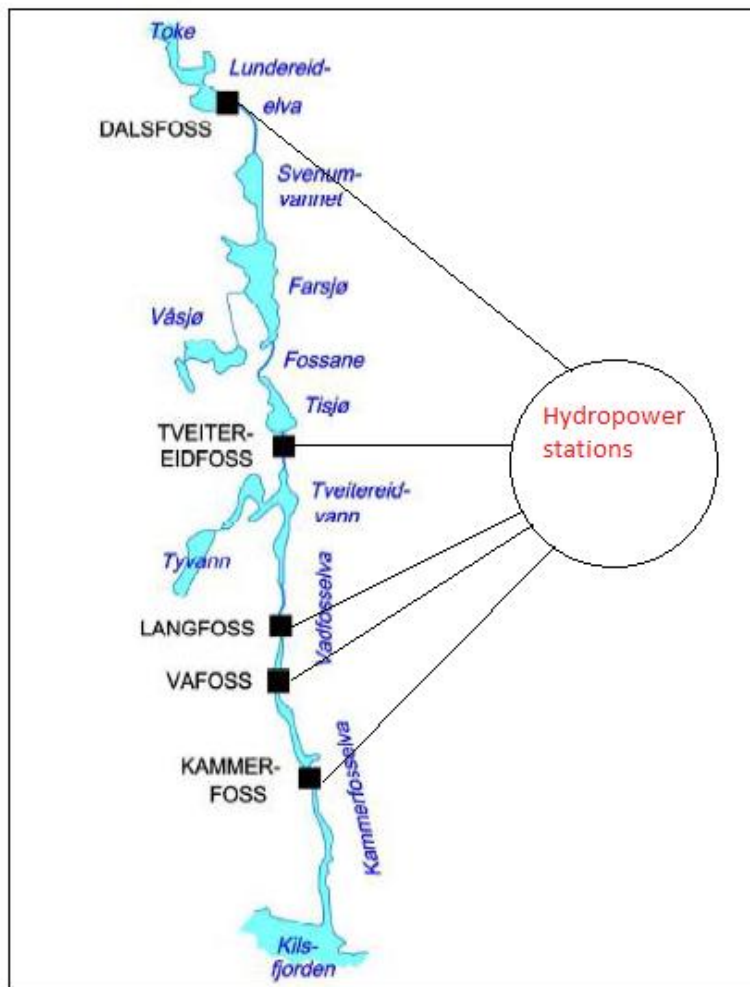 Toke
Lundereid-
elva
DALSFOSS
Svenum-
vannet
Farsjø
Våsjø
Fossane
Tisjø
Hydropower
stations
TVEITER-
EIDFOSS
Tveitereid-
vann
Tyvann
Vadfosselva
LANGFOSS
VAFOSS
KAMMER-
FOSS
Kammerfosselva
Kils-
fjorden